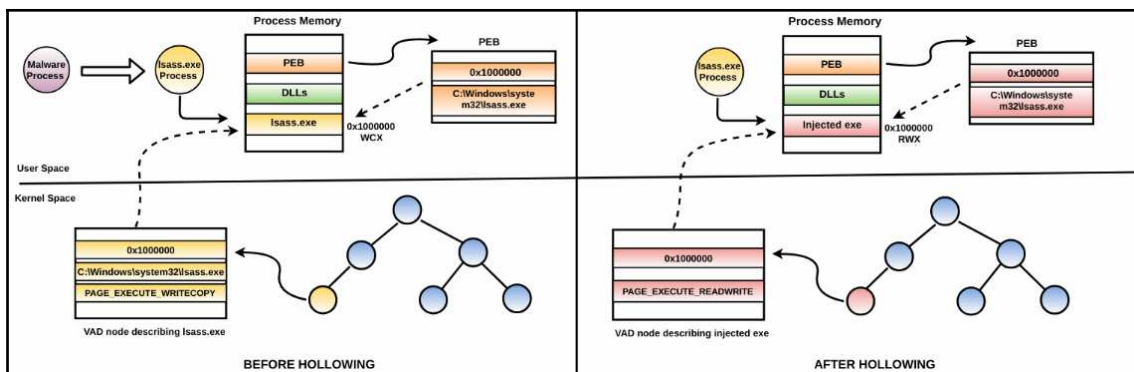 Process Memory
PEB
Malware
Process
lsass.exe
Process
PEB
DLLs
lsass.exe
0x1000000
C:\Windows\syste
m32\lsass.exe
0x1000000
WCX
User Space
Kernel Space
0x1000000
C:\Windows\system32\lsass.exe
PAGE_EXECUTE_WRITECOPY
VAD node describing lsass.exe
BEFORE HOLLOWING
Process Memory
PEB
lsass.exe
Process
PEB
DLLs
Injected exe
0x1000000
C:\Windows\syste
m32\lsass.exe
0x1000000
RWX
0x1000000
PAGE_EXECUTE_READWRITE
VAD node describing injected exe
AFTER HOLLOWING